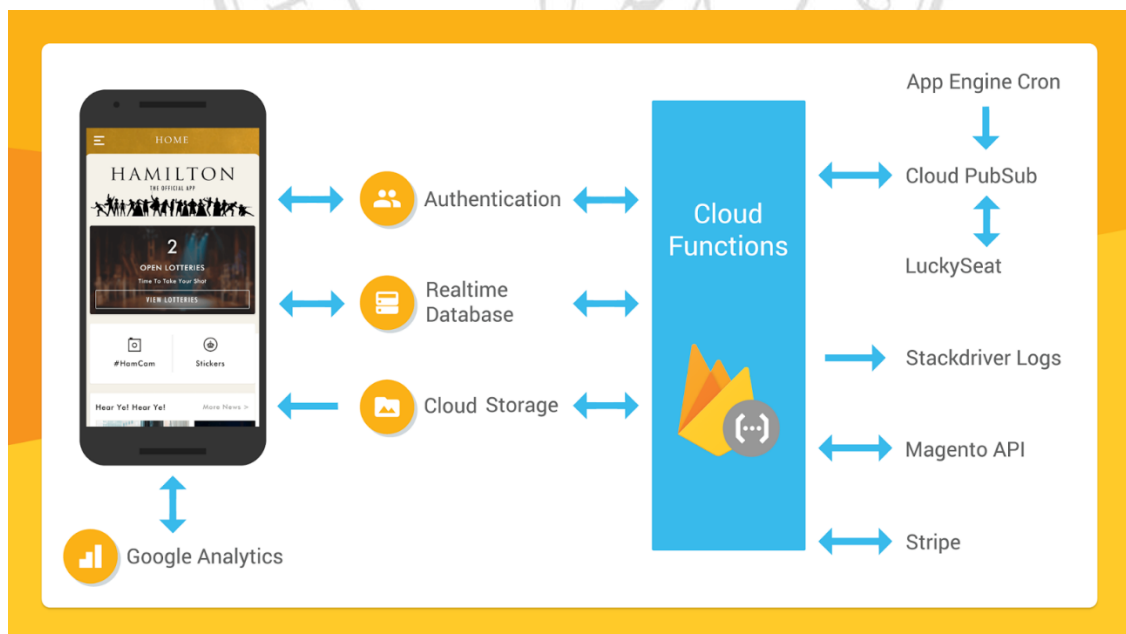 HOME
HAMILTON
THE OFFICIAL APP
2
OPEN LOTTERIES
Time To Take Your Shot
VIEW LOTTERIES
#HamCam
Stickers
Hear Ye! Hear Ye!
More News >
Google Analytics
Authentication
Realtime
Database
Cloud Storage
Cloud
Functions
App Engine Cron
Cloud PubSub
LuckySeat
Stackdriver Logs
Magento API
Stripe